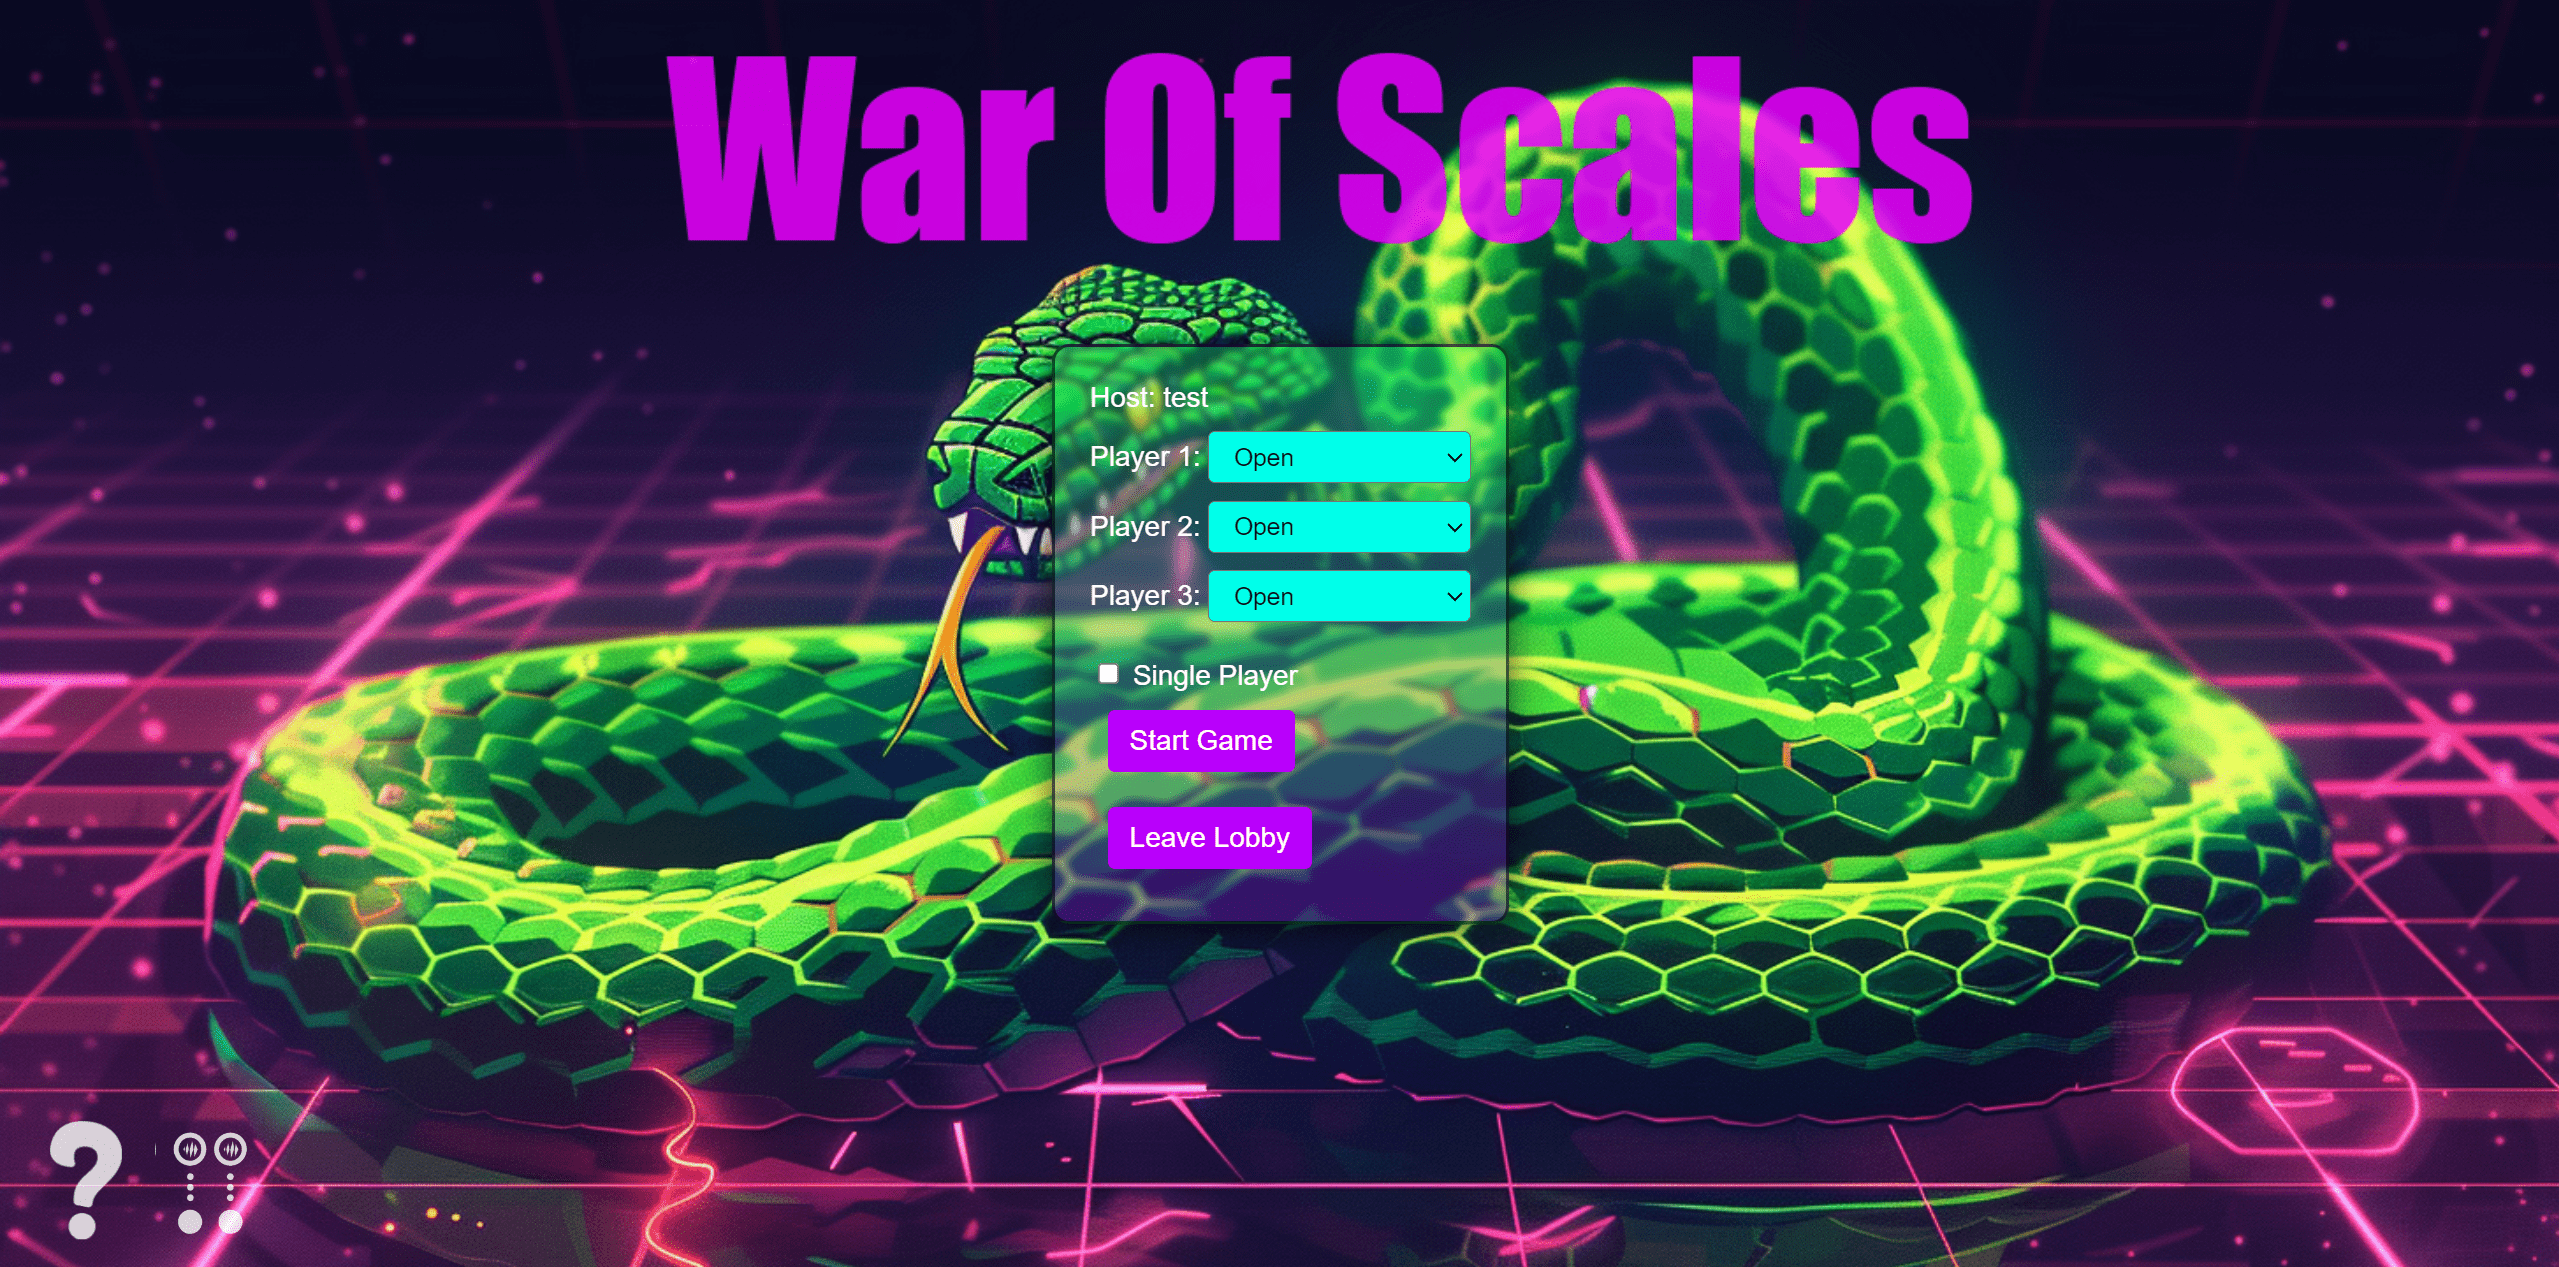 War Of Scales
Host: test
Player 1: Open
Player 2: Open
Player 3: Open
Single Player
Start Game
Leave Lobby
?